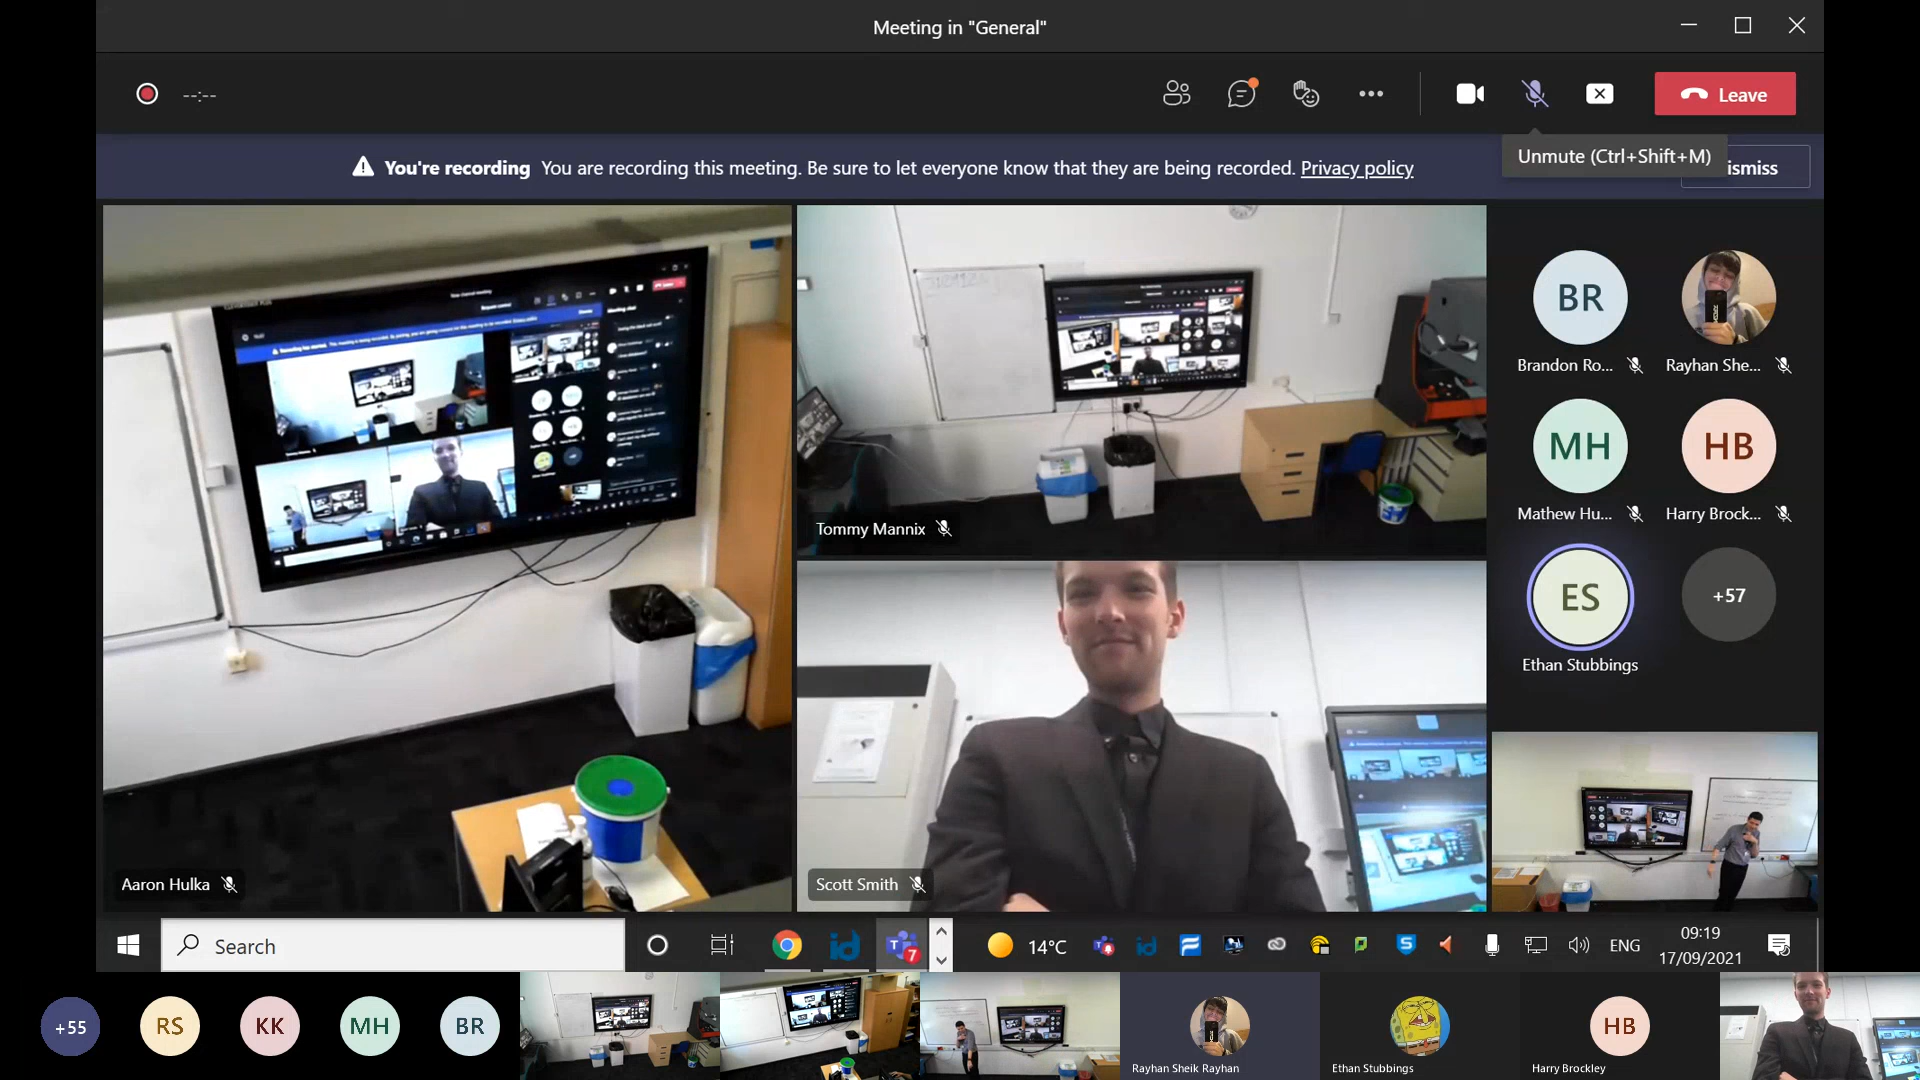 Meeting in "General"
--:--
Leave
You're recording You are recording this meeting. Be sure to let everyone know that they are being recorded. Privacy policy
Unmute (Ctrl+Shift+M)
ismiss
BR
Brandon Ro...
Rayhan She...
MH
HB
Mathew Hu...
Harry Brock...
Tommy Mannix
ES
+57
Ethan Stubbings
Meeting chat
Aaron Hulka
Scott Smith
Search
7
14°C
ENG
09:19
17/09/2021
+55
RS
KK
MH
BR
Rayhan Sheik Rayhan
Ethan Stubbings
HB
Harry Brockley